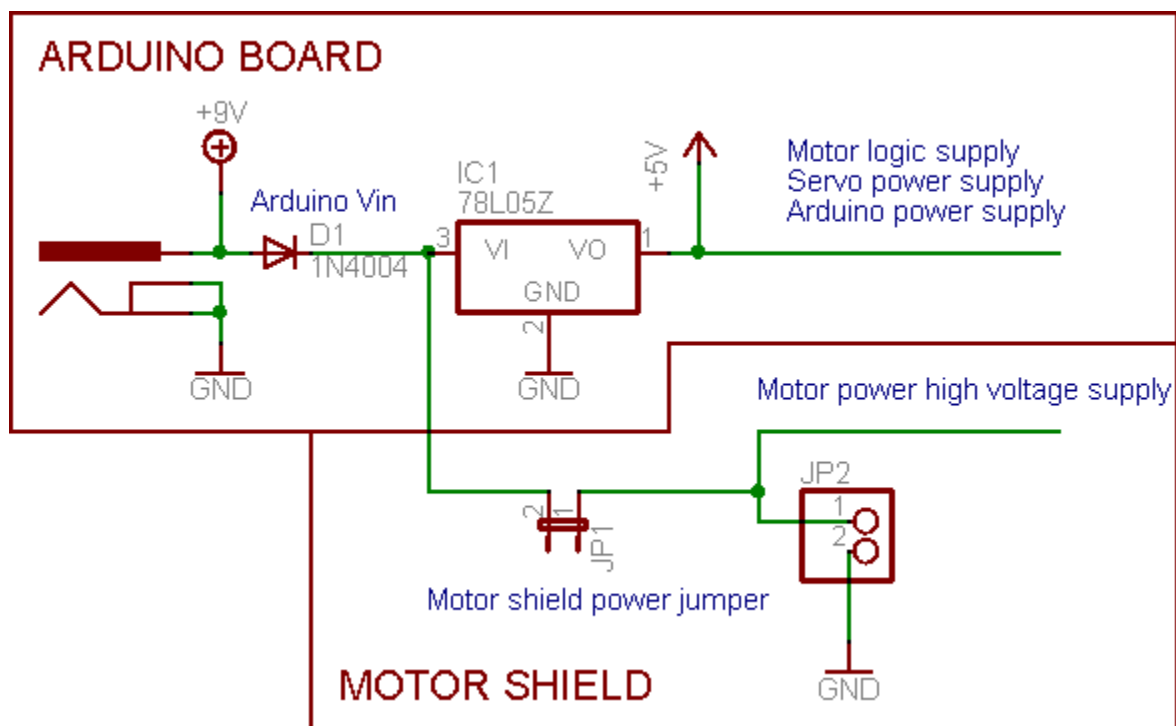 ARDUINO BOARD
+9V
Arduino Vin
D1
1N4004
IC1
78L05Z
3
VI
VO
1
GND
2
+5V
Motor logic supply
Servo power supply
Arduino power supply
GND
GND
Motor power high voltage supply
2
1
JP1
JP2
1
2
Motor shield power jumper
GND
MOTOR SHIELD